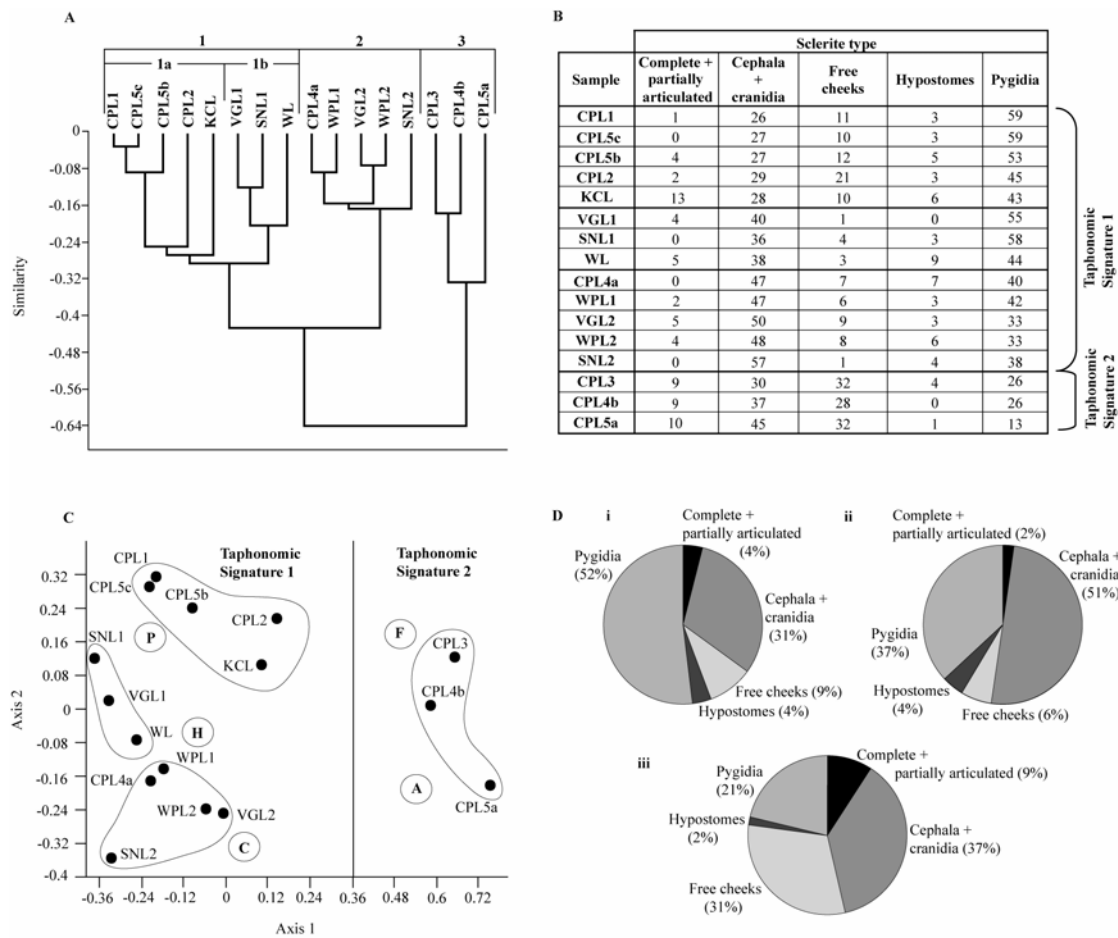 A
1
2
3
1a
1b
CPL1
CPL5c
CPL5b
CPL2
KCL
VGL1
SNL1
WL
CPL4a
WPL1
VGL2
WPL2
SNL2
CPL3
CPL4b
CPL5a
0
-0.08
-0.16
-0.24
-0.32
-0.4
-0.48
-0.56
-0.64
Similarity
B
Sclerite type
Sample Complete + partially articulated Cephala + cranidia Free cheeks Hypostomes Pygidia
CPL1 1 26 11 3 59
CPL5c 0 27 10 3 59
CPL5b 4 27 12 5 53
CPL2 2 29 21 3 45
KCL 13 28 10 6 43
VGL1 4 40 1 0 55
SNL1 0 36 4 3 58
WL 5 38 3 9 44
CPL4a 0 47 7 7 40
WPL1 2 47 6 3 42
VGL2 5 50 9 3 33
WPL2 4 48 8 6 33
SNL2 0 57 1 4 38
CPL3 9 30 32 4 26
CPL4b 9 37 28 0 26
CPL5a 10 45 32 1 13
Taphonomic
Signature 1
Taphonomic
Signature 2
C
Taphonomic
Signature 1
Taphonomic
Signature 2
CPL1
CPL5c
CPL5b
CPL2
KCL
P
SNL1
VGL1
WL
H
WPL1
CPL4a
WPL2
VGL2
SNL2
C
F
CPL3
CPL4b
A
CPL5a
0.32
0.24
0.16
0.08
0
-0.08
-0.16
-0.24
-0.32
-0.4
Axis 2
-0.36 -0.24 -0.12 0 0.12 0.24 0.36 0.48 0.6 0.72
Axis 1
D
i
Complete +
partially articulated
(4%)
Pygidia
(52%)
Cephala +
cranidia
(31%)
Free cheeks (9%)
Hypostomes (4%)
ii
Complete +
partially articulated (2%)
Cephala +
cranidia
(51%)
Pygidia
(37%)
Hypostomes
(4%)
Free cheeks (6%)
iii
Complete +
partially articulated (9%)
Pygidia
(21%)
Hypostomes
(2%)
Cephala +
cranidia (37%)
Free cheeks
(31%)